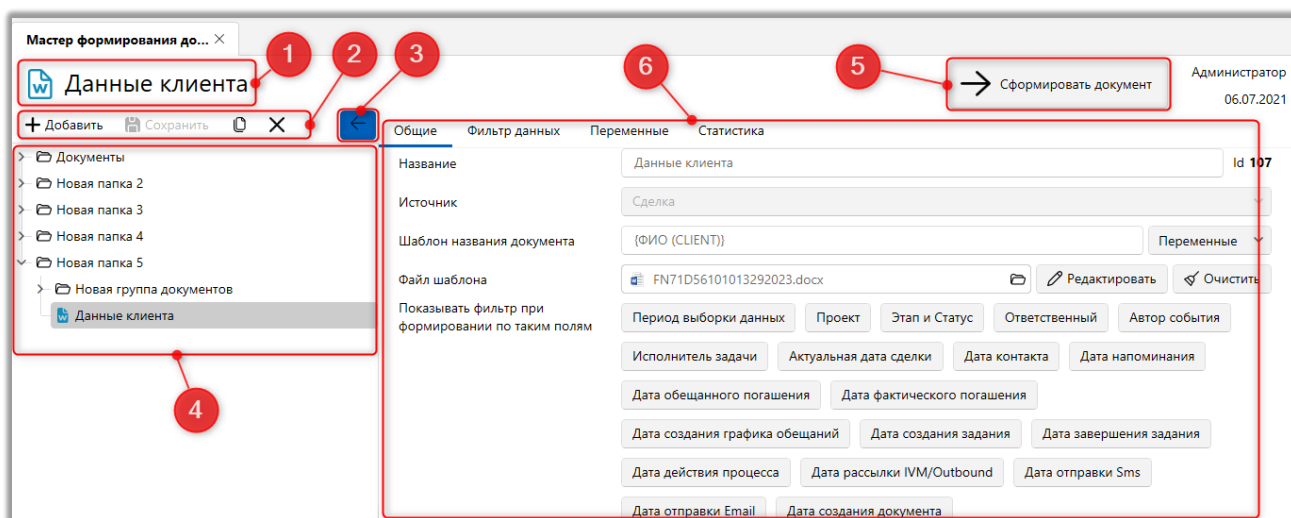 Мастер формирования до...
1 2 3 6 5
Данные клиента
Сформировать документ
Администратор
06.07.2021
Добавить Сохранить
Общие Фильтр данных Переменные Статистика
Документы
Новая папка 2
Новая папка 3
Новая папка 4
Новая папка 5
Новая группа документов
Данные клиента
4
Название Данные клиента Id 107
Источник Сделка
Шаблон названия документа {ФИО (CLIENT)} Переменные
Файл шаблона FN71D56101013292023.docx Редактировать Очистить
Показывать фильтр при
формировании по таким полям
Период выборки данных Проект Этап и Статус Ответственный Автор события
Исполнитель задачи Актуальная дата сделки Дата контакта Дата напоминания
Дата обещанного погашения Дата фактического погашения
Дата создания графика обещаний Дата создания задания Дата завершения задания
Дата действия процесса Дата рассылки IVM/Outbound Дата отправки Sms
Дата отправки Email Дата создания документа